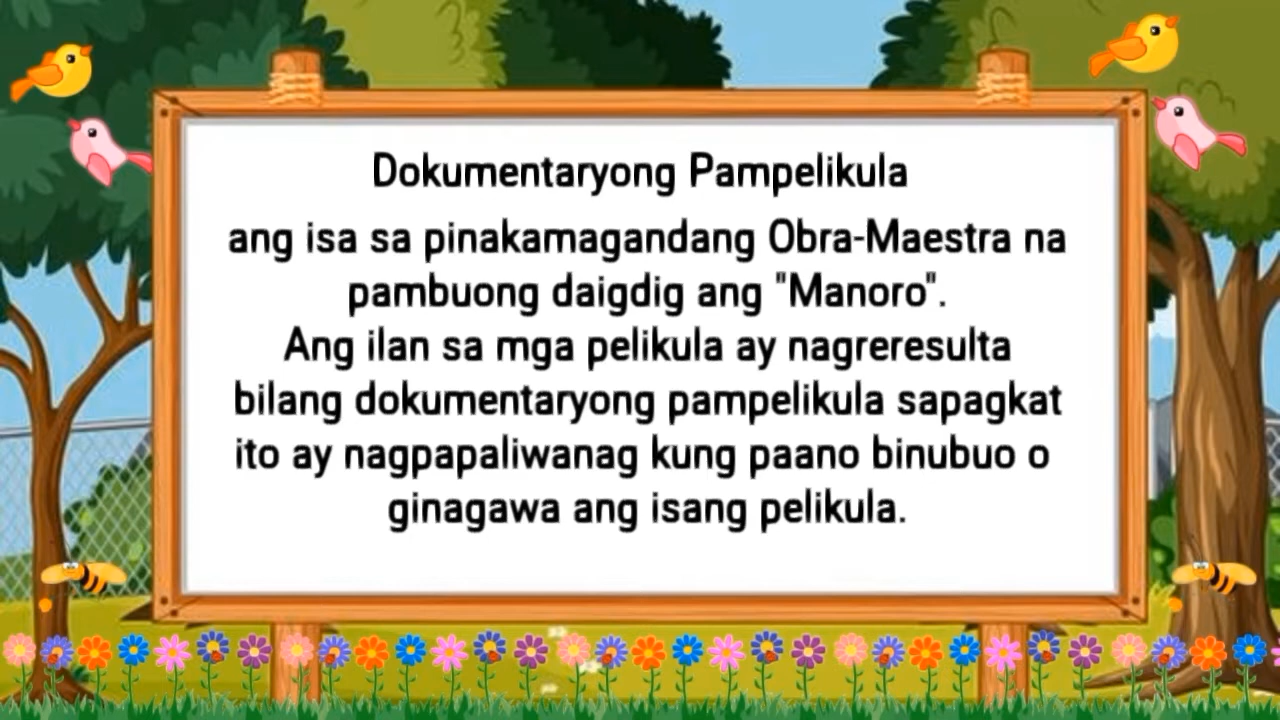 Dokumentaryong Pampelikula
ang isa sa pinakamagandang Obra-Maestra na
pambuong daigdig ang "Manoro".
Ang ilan sa mga pelikula ay nagreresulta
bilang dokumentaryong pampelikula sapagkat
ito ay nagpapaliwanag kung paano binubuo o
ginagawa ang isang pelikula.